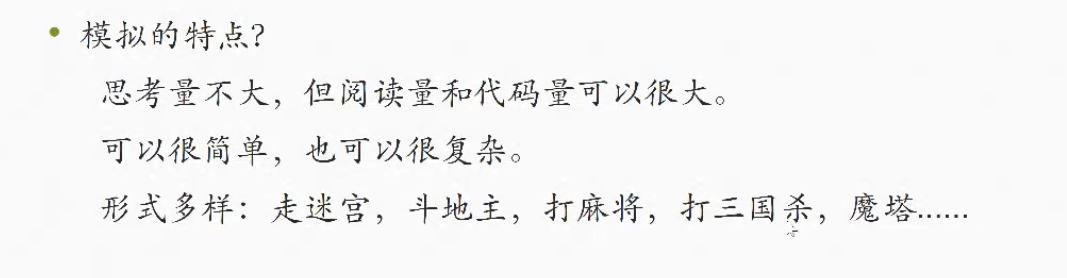 • 模拟的特点?
思考量不大，但阅读量和代码量可以很大。
可以很简单，也可以很复杂。
形式多样：走迷宫，斗地主，打麻将，打三国杀，魔塔......